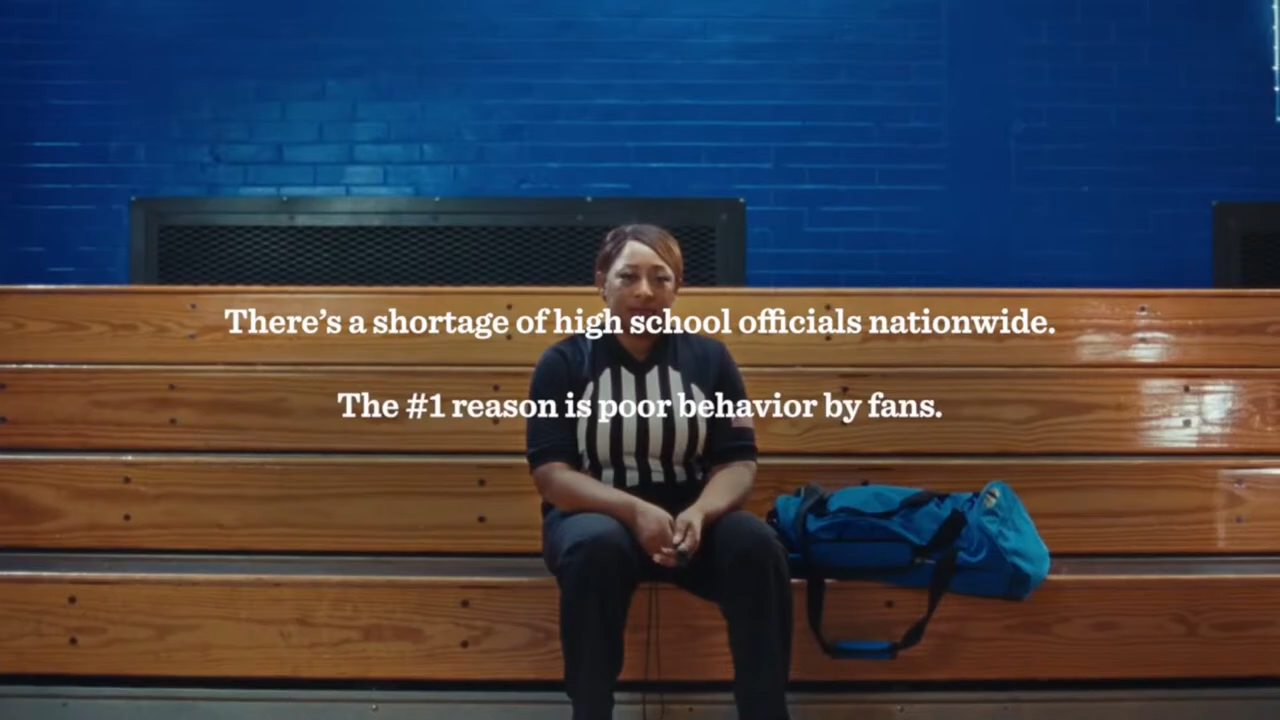 There’s a shortage of high school officials nationwide.
The #1 reason is poor behavior by fans.